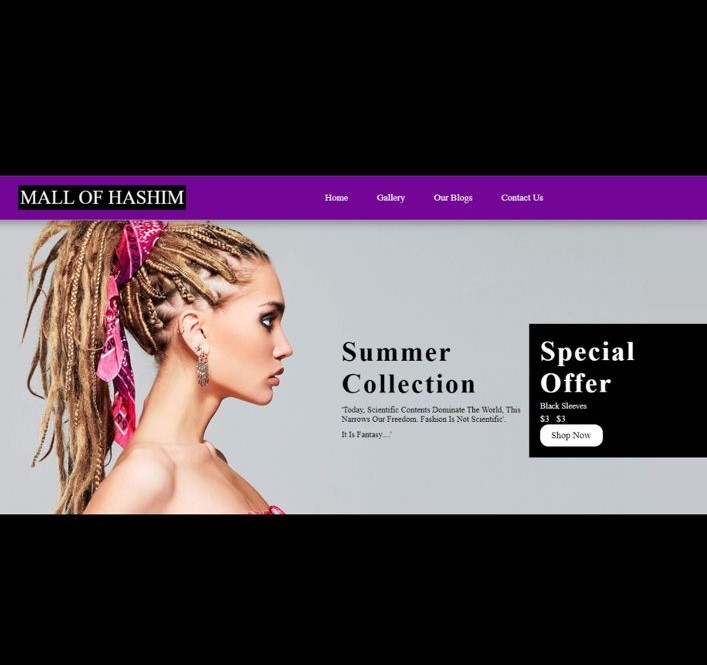 MALL OF HASHIM
Home Gallery Our Blogs Contact Us
Summer
Collection
'Today, Scientific Contents Dominate The World, This
Narrows Our Freedom. Fashion Is Not Scientific'.
It Is Fantasy....'
Special
Offer
Black Sleeves
$3 $3
Shop Now